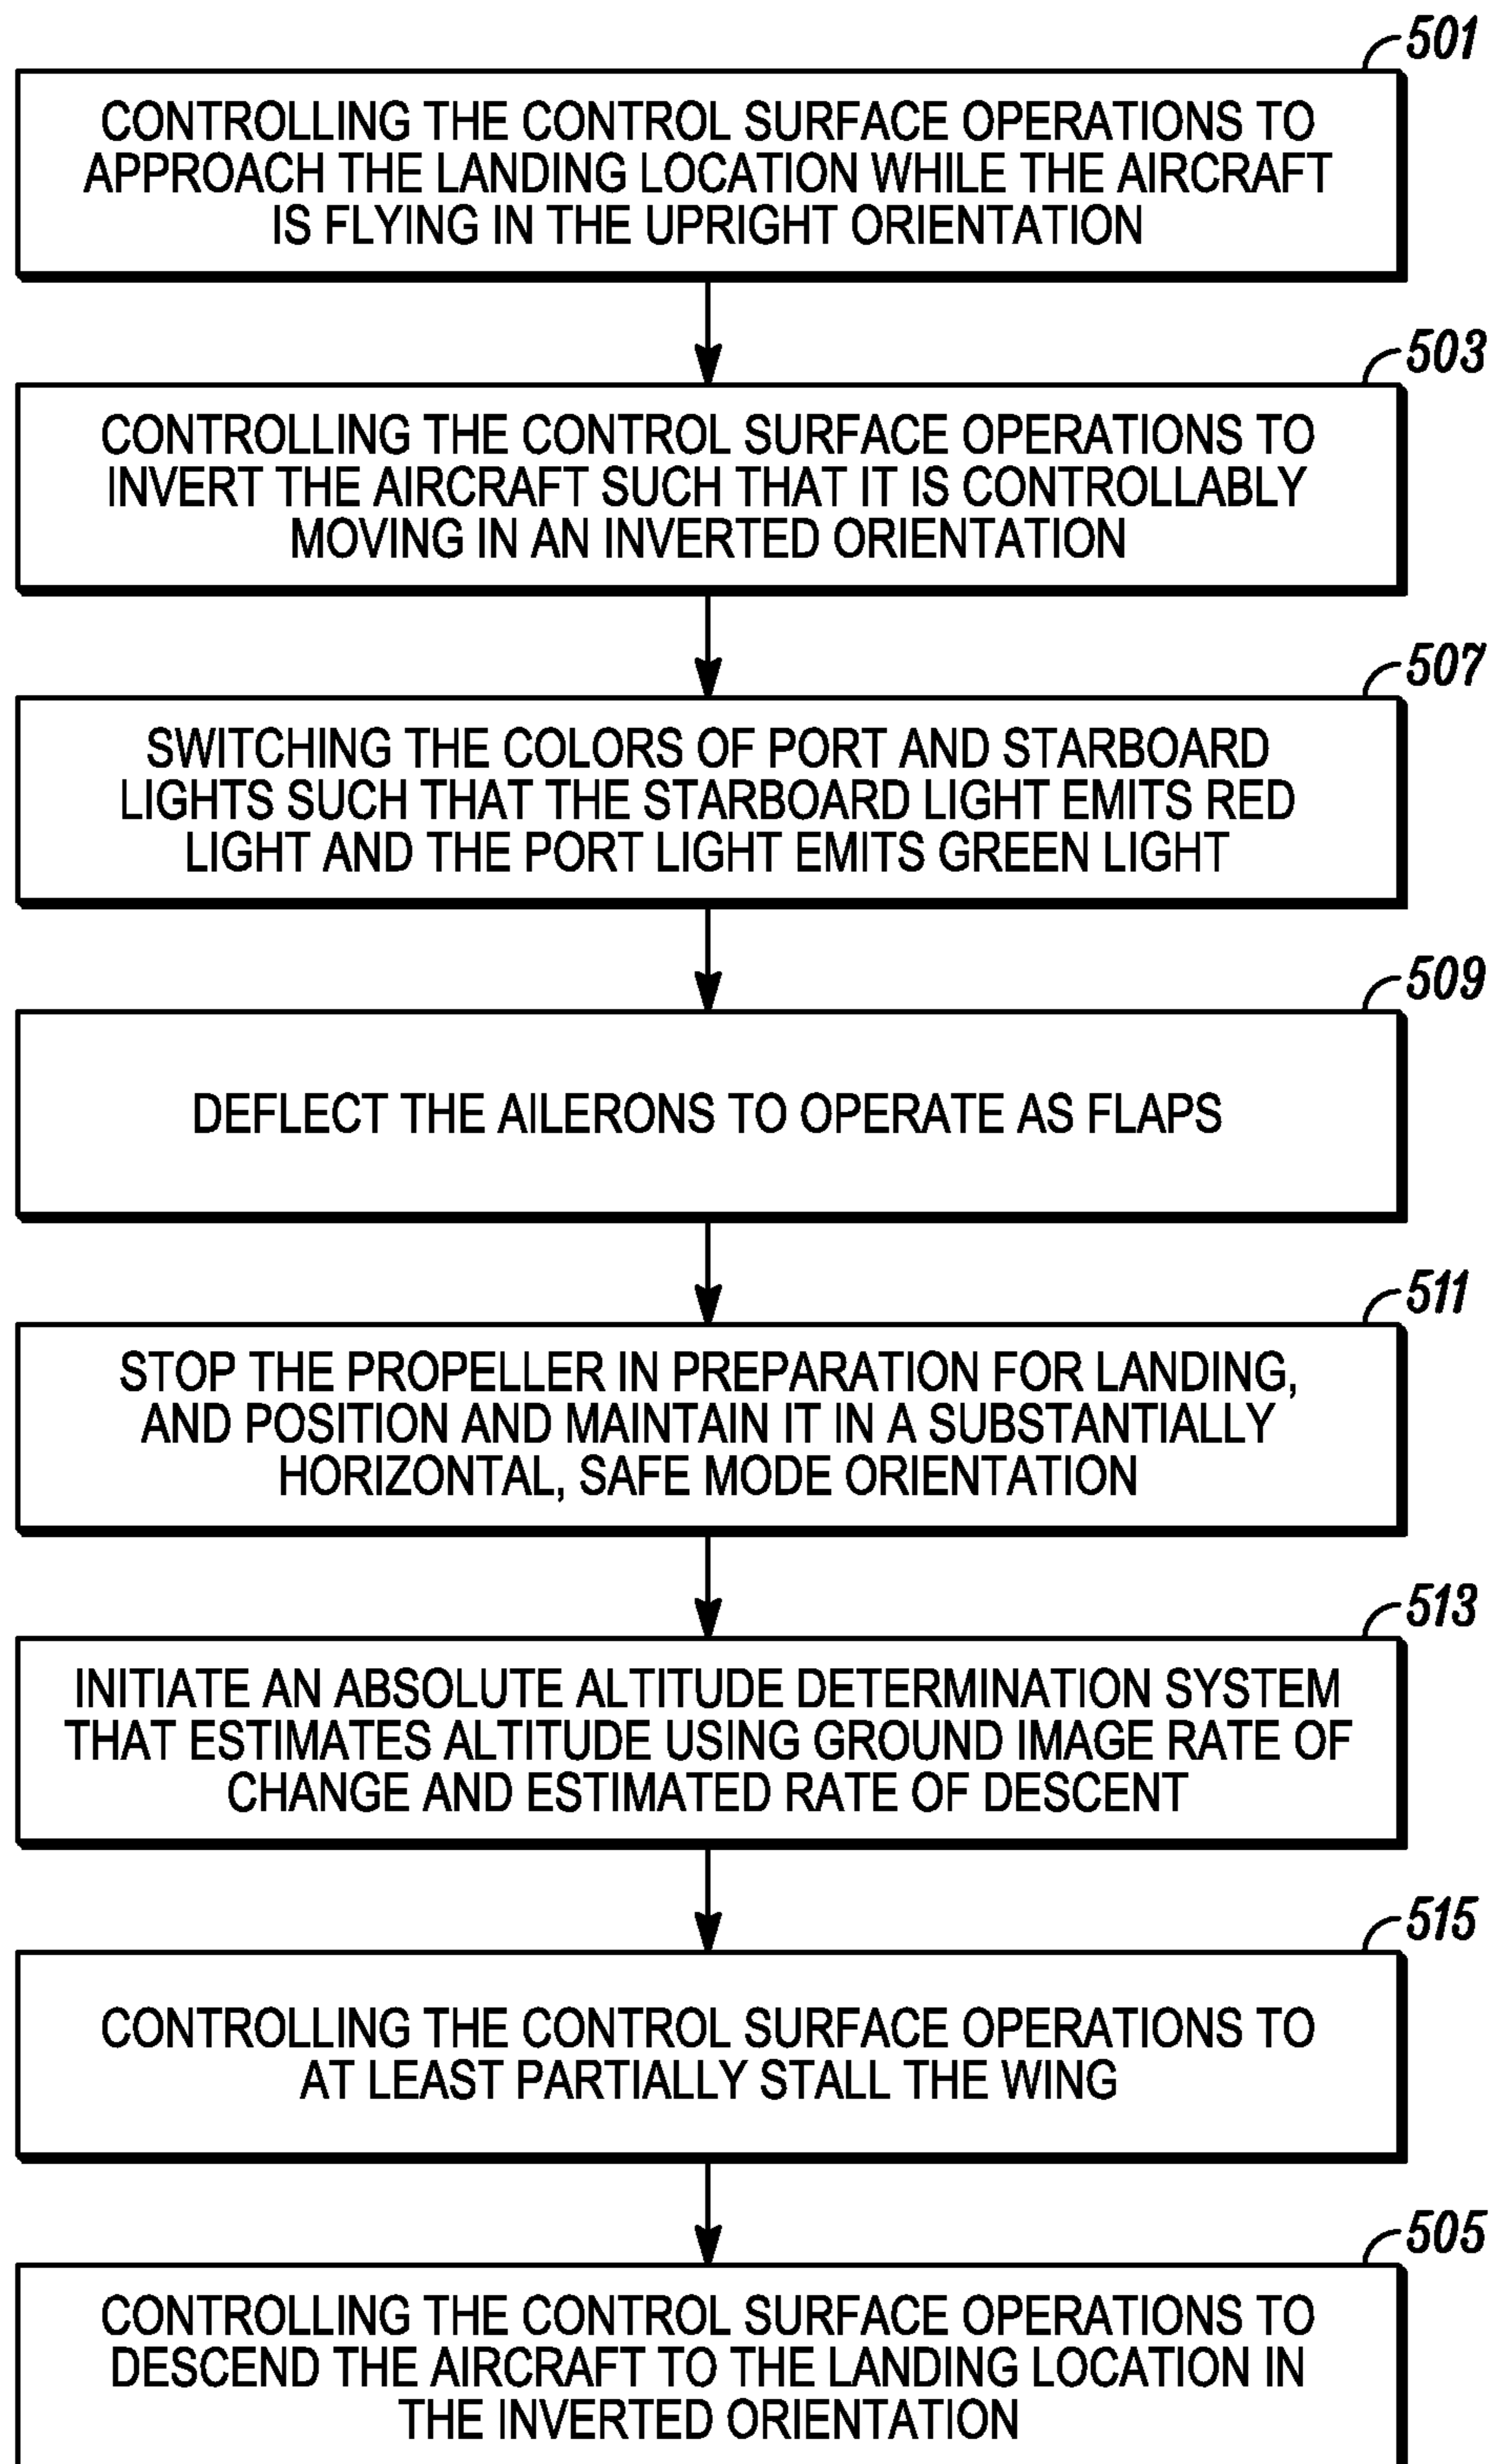 501
CONTROLLING THE CONTROL SURFACE OPERATIONS TO
APPROACH THE LANDING LOCATION WHILE THE AIRCRAFT
IS FLYING IN THE UPRIGHT ORIENTATION
503
CONTROLLING THE CONTROL SURFACE OPERATIONS TO
INVERT THE AIRCRAFT SUCH THAT IT IS CONTROLLABLY
MOVING IN AN INVERTED ORIENTATION
507
SWITCHING THE COLORS OF PORT AND STARBOARD
LIGHTS SUCH THAT THE STARBOARD LIGHT EMITS RED
LIGHT AND THE PORT LIGHT EMITS GREEN LIGHT
509
DEFLECT THE AILERONS TO OPERATE AS FLAPS
511
STOP THE PROPELLER IN PREPARATION FOR LANDING,
AND POSITION AND MAINTAIN IT IN A SUBSTANTIALLY
HORIZONTAL, SAFE MODE ORIENTATION
513
INITIATE AN ABSOLUTE ALTITUDE DETERMINATION SYSTEM
THAT ESTIMATES ALTITUDE USING GROUND IMAGE RATE OF
CHANGE AND ESTIMATED RATE OF DESCENT
515
CONTROLLING THE CONTROL SURFACE OPERATIONS TO
AT LEAST PARTIALLY STALL THE WING
505
CONTROLLING THE CONTROL SURFACE OPERATIONS TO
DESCEND THE AIRCRAFT TO THE LANDING LOCATION IN
THE INVERTED ORIENTATION